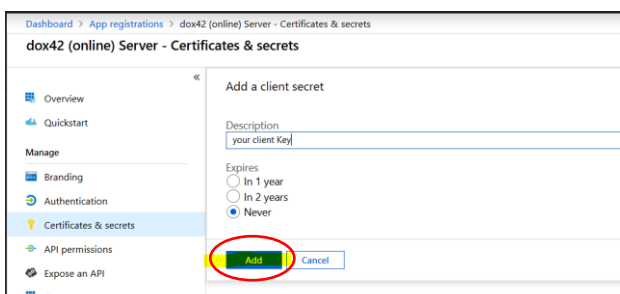 Dashboard > App registrations > dox42 (online) Server - Certificates & secrets
dox42 (online) Server - Certificates & secrets
«
Overview
Quickstart
Manage
Branding
Authentication
Certificates & secrets
API permissions
Expose an API
Add a client secret
Description
your client Key
Expires
In 1 year
In 2 years
Never
Add
Cancel